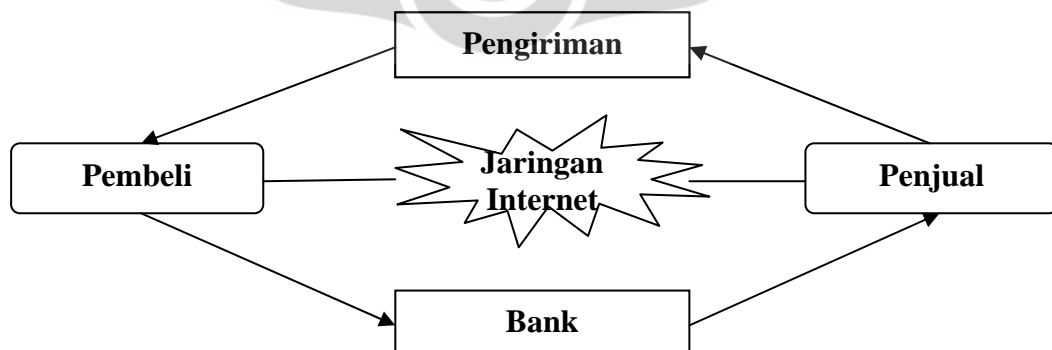 Pengiriman
Pembeli
Jaringan
Internet
Penjual
Bank